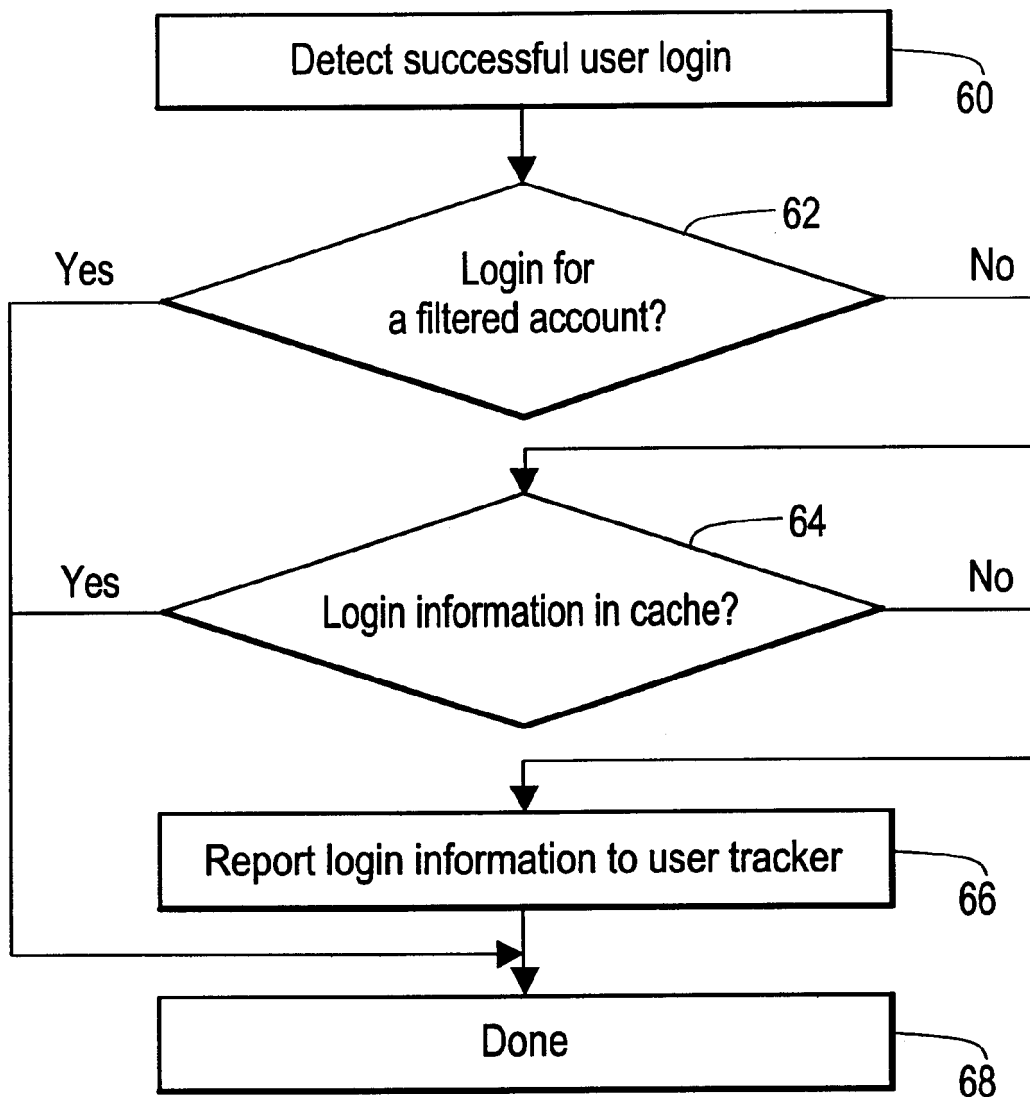 Detect successful user login
60
62
Yes
Login for
a filtered account?
No
64
Yes
Login information in cache?
No
Report login information to user tracker
66
Done
68